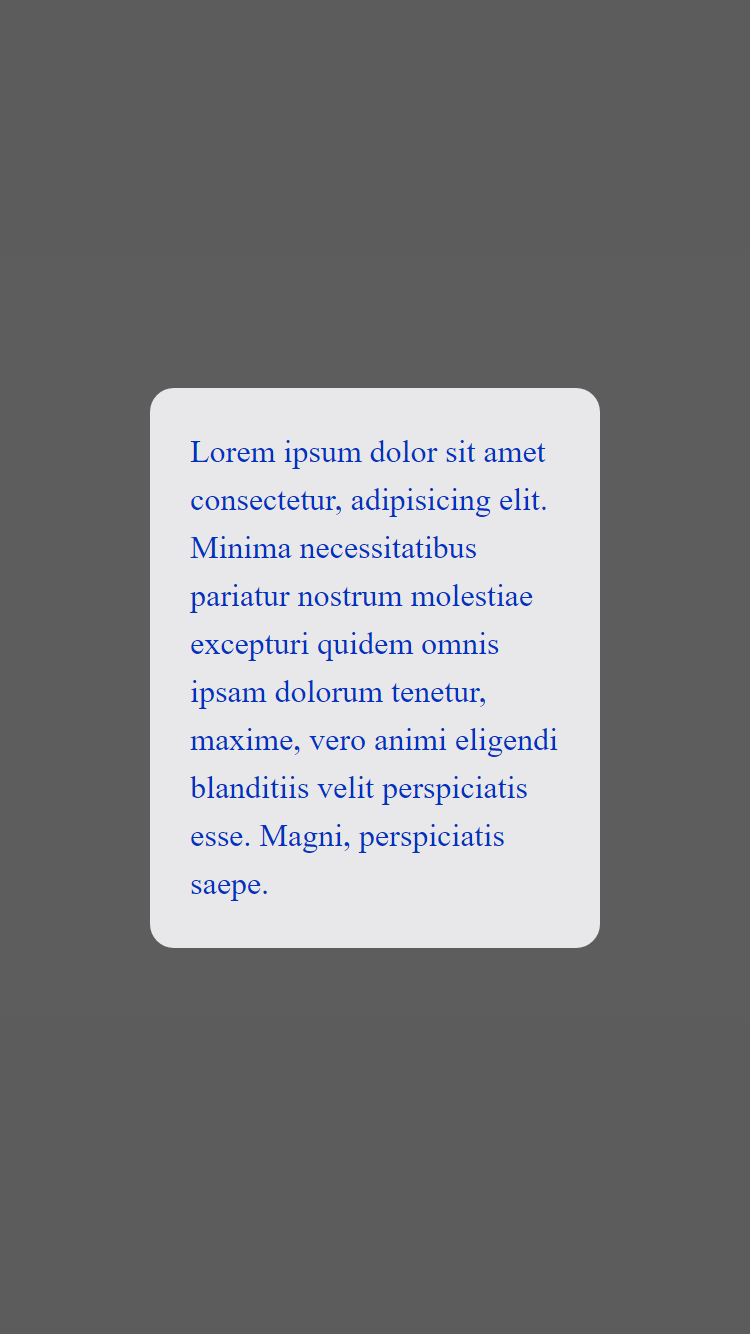 Lorem ipsum dolor sit amet
consectetur, adipisicing elit.
Minima necessitatibus
pariatur nostrum molestiae
excepturi quidem omnis
ipsam dolorum tenetur,
maxime, vero animi eligendi
blanditiis velit perspiciatis
esse. Magni, perspiciatis
saepe.